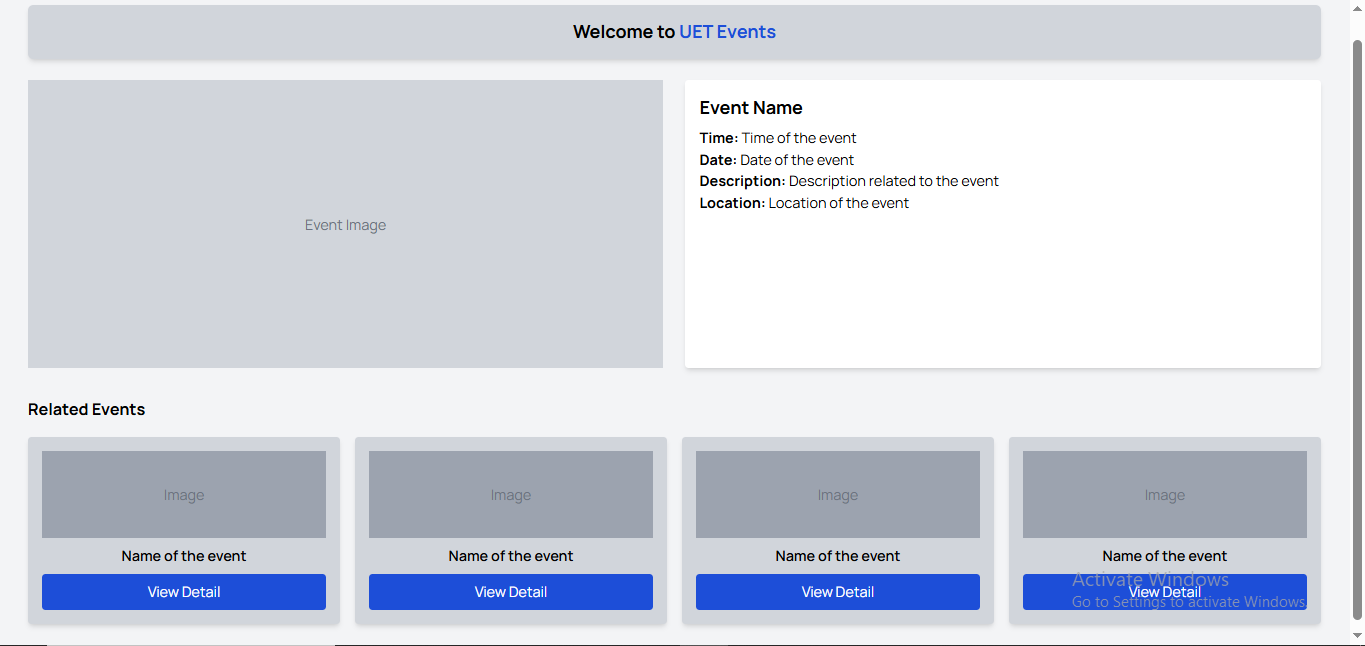 Welcome to UET Events
Event Image
Event Name
Time: Time of the event
Date: Date of the event
Description: Description related to the event
Location: Location of the event
Related Events
Image
Name of the event
View Detail
Image
Name of the event
View Detail
Image
Name of the event
View Detail
Image
Name of the event
View Detail
Activate Windows
Go to Settings to activate Windows.